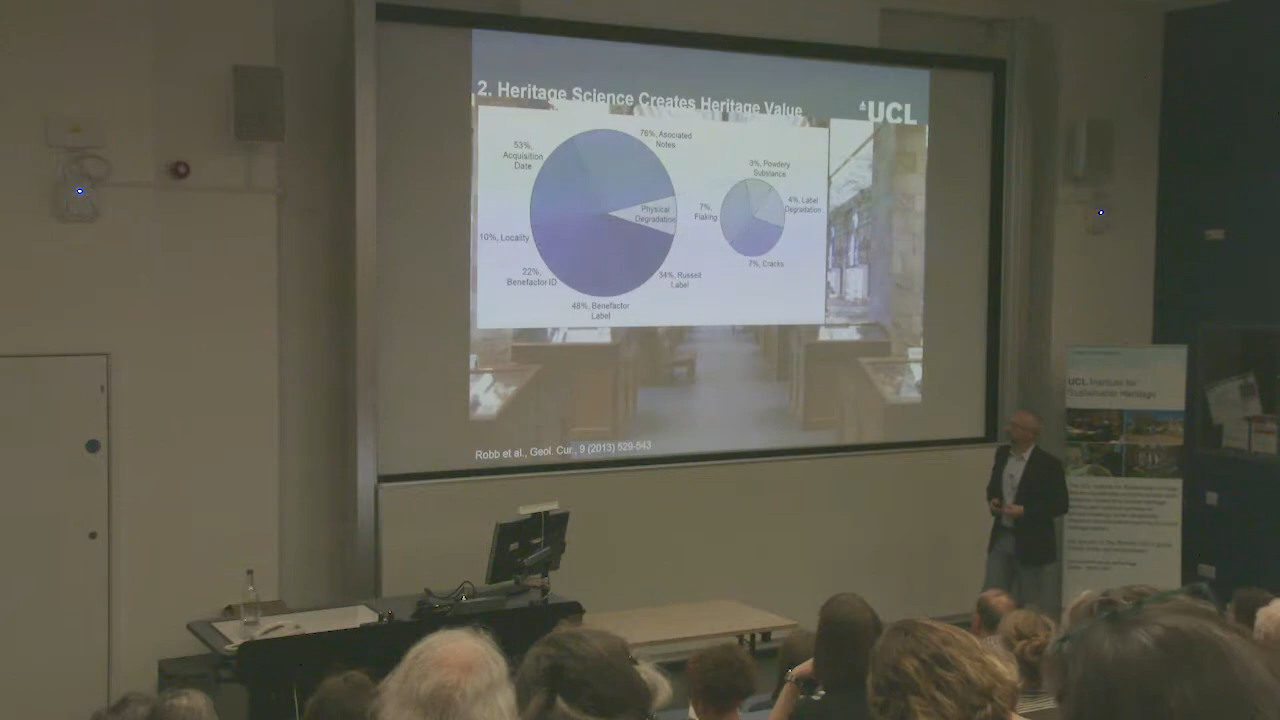 2. Heritage Science Creates Heritage Value
UCL
76%, Asociated
Notes
53%,
Acquisition
Date
3%, Powdery
Substance
4%, Label
Degradation
Physical
Degradation
7%,
Flaking
10%, Locality
7%, Cracks
22%,
Benefactor ID
34%, Russell
Label
48%, Benefactor
Label
Robb et al., Geol. Cur., 9 (2013) 529-543
UCL Institute for
Sustainable Heritage